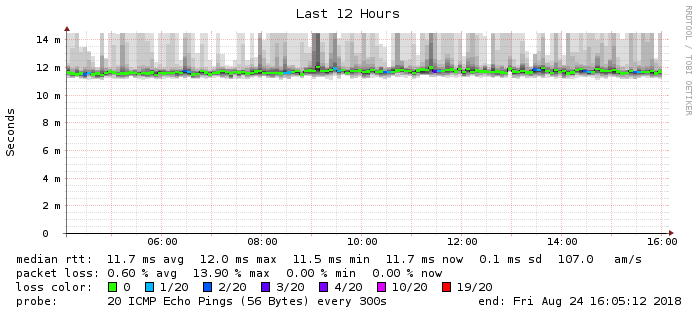 Last 12 Hours
RRDTOOL / TOBI OETIKER
Seconds
14 m
12 m
10 m
8 m
6 m
4 m
2 m
0
06:00 08:00 10:00 12:00 14:00 16:00
median rtt: 11.7 ms avg 12.0 ms max 11.5 ms min 11.7 ms now 0.1 ms sd 107.0 am/s
packet loss: 0.60 % avg 13.90 % max 0.00 % min 0.00 % now
loss color: 0 1/20 2/20 3/20 4/20 10/20 19/20
probe: 20 ICMP Echo Pings (56 Bytes) every 300s end: Fri Aug 24 16:05:12 2018